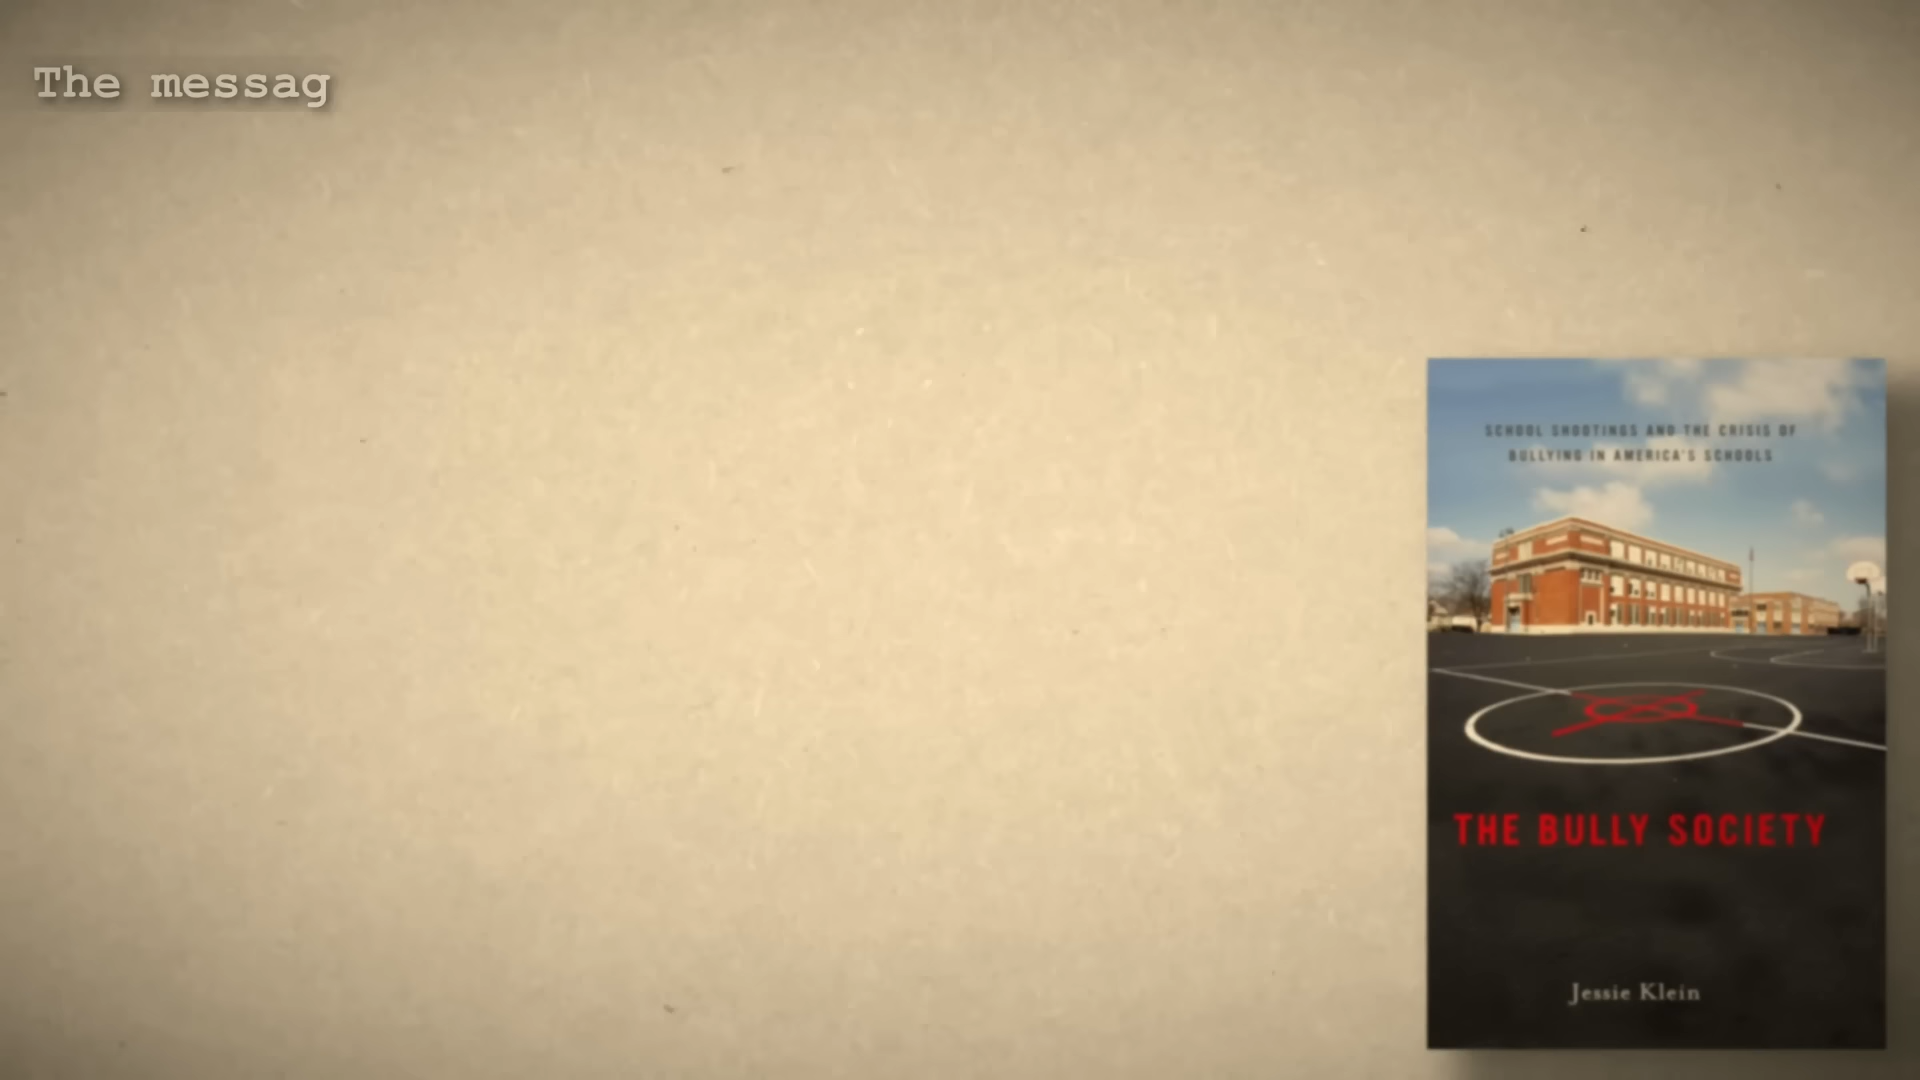 The messag
SCHOOL SHOOTINGS AND THE CRISIS OF
BULLYING IN AMERICA'S SCHOOLS
THE BULLY SOCIETY
Jessie Klein